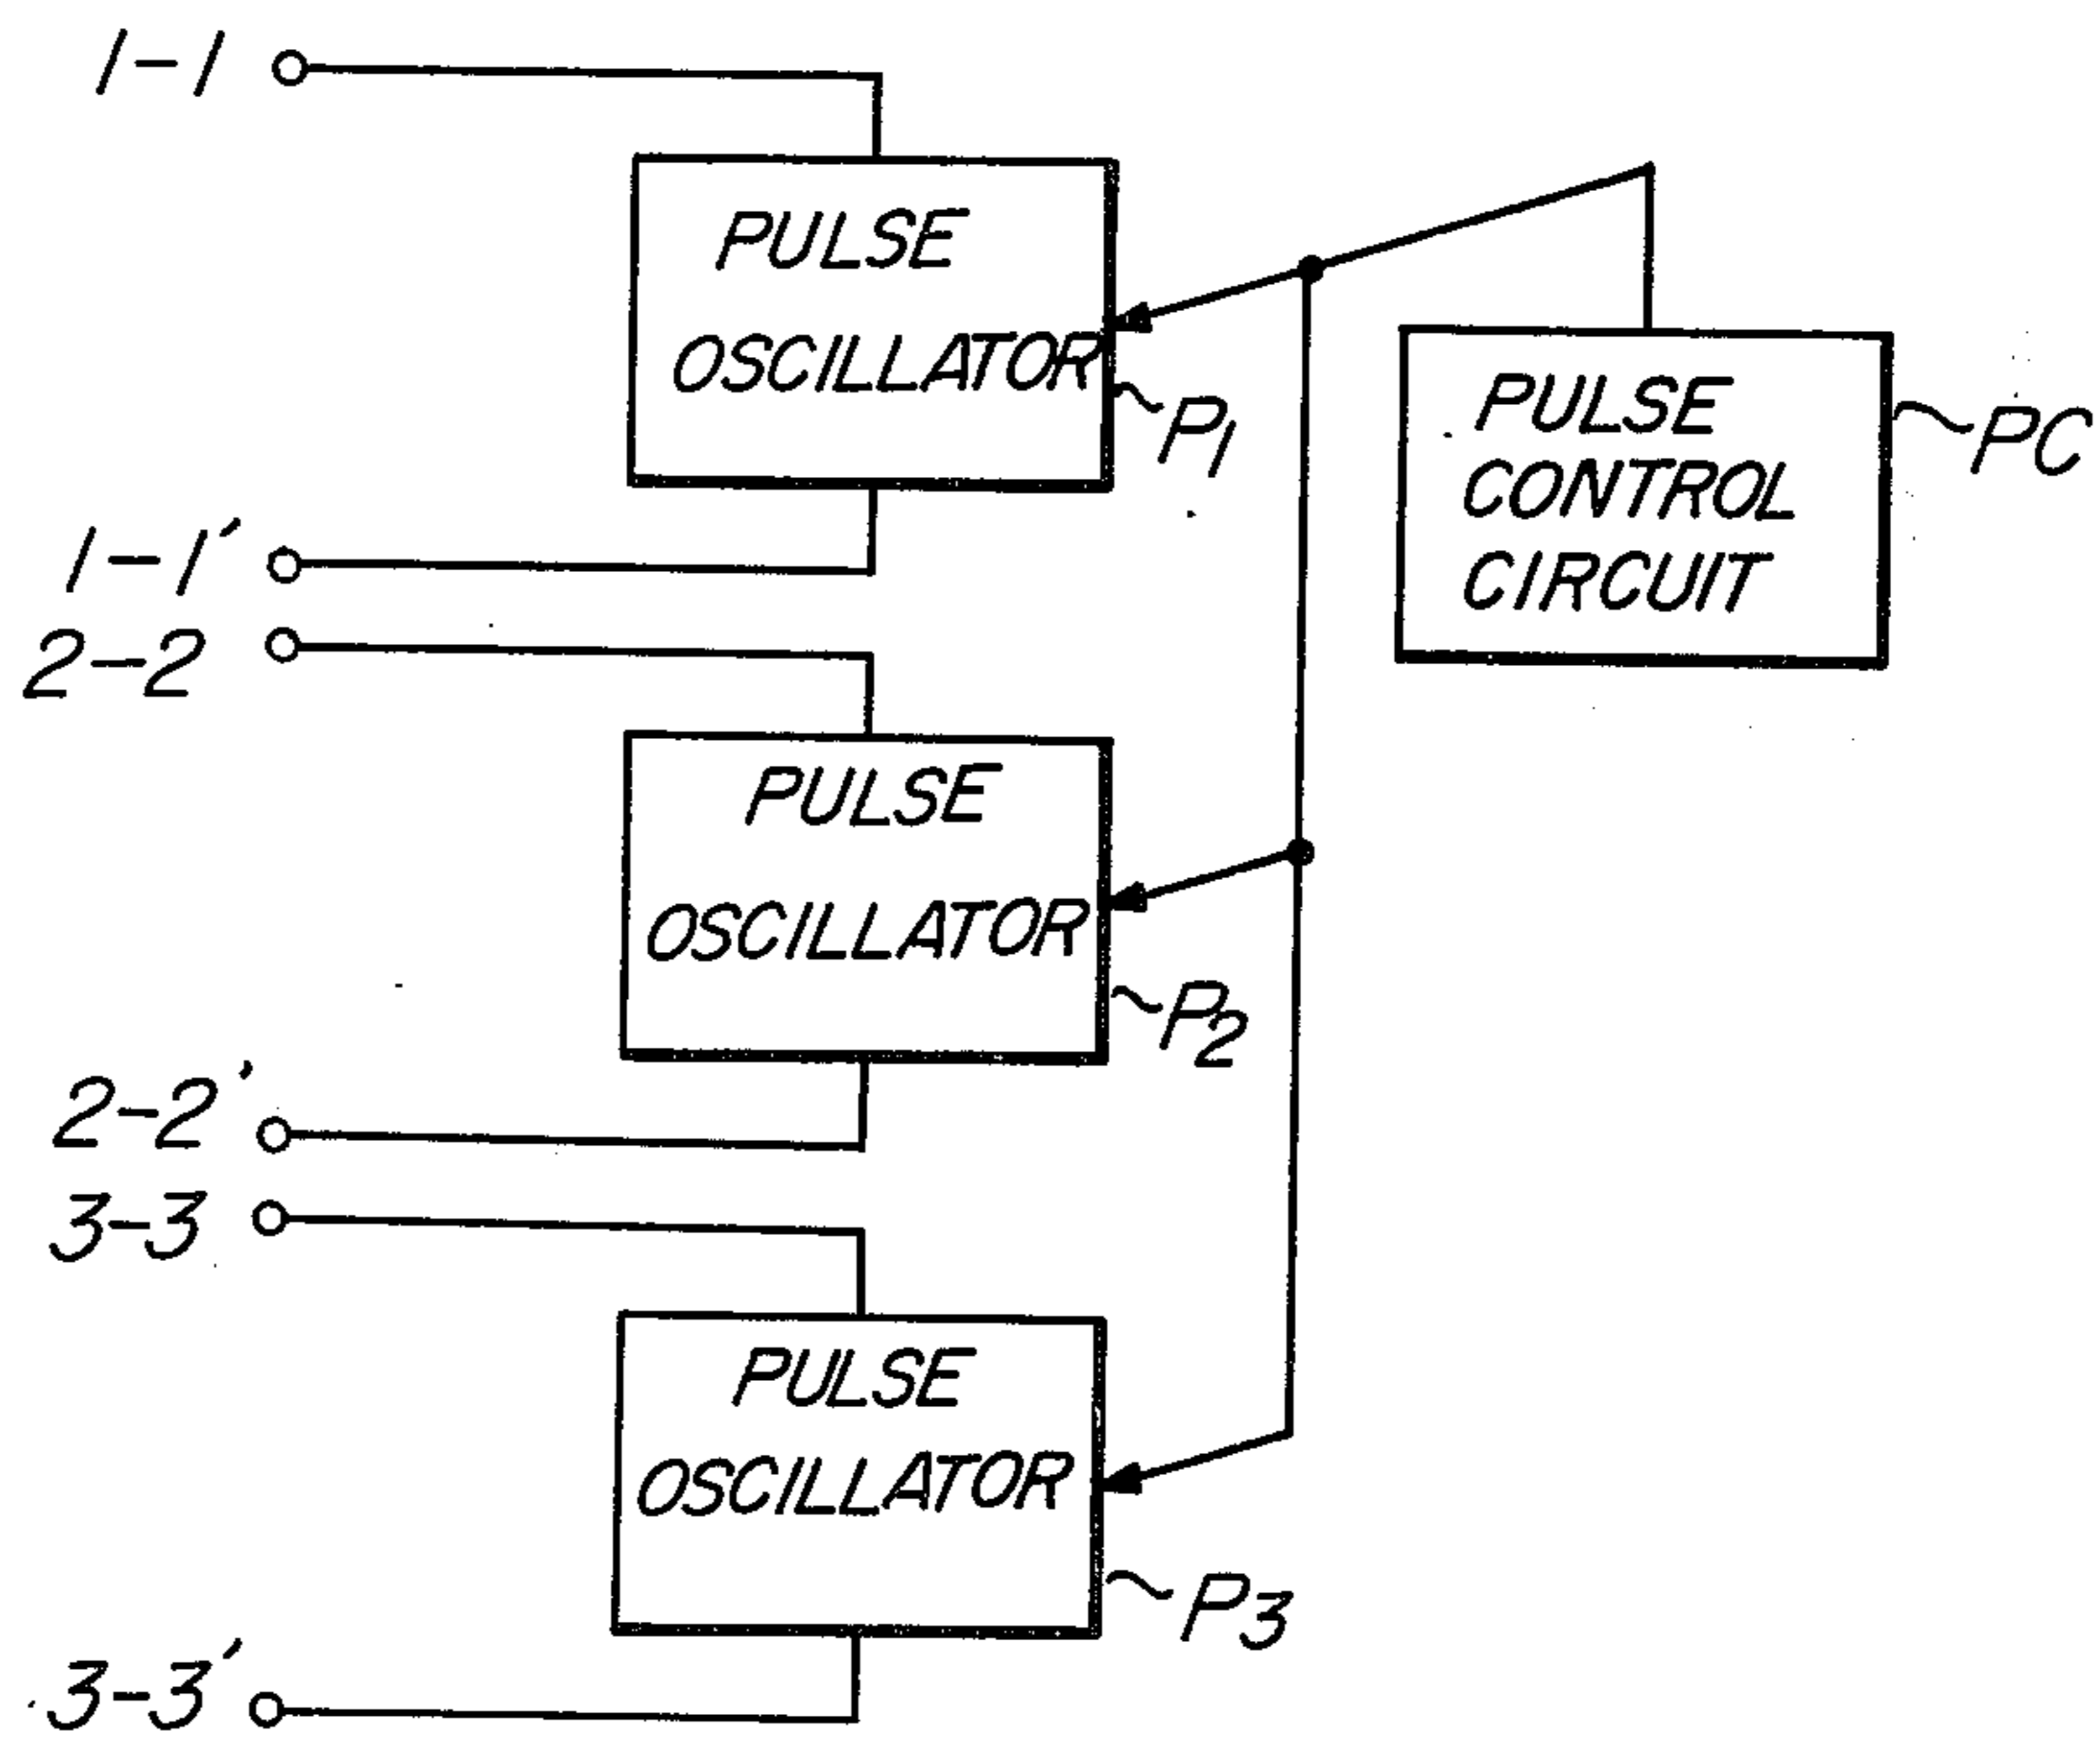 1-1
PULSE
OSCILLATOR
P1
PULSE
CONTROL
CIRCUIT
PC
1-1'
2-2
PULSE
OSCILLATOR
P2
2-2'
3-3
PULSE
OSCILLATOR
P3
3-3'